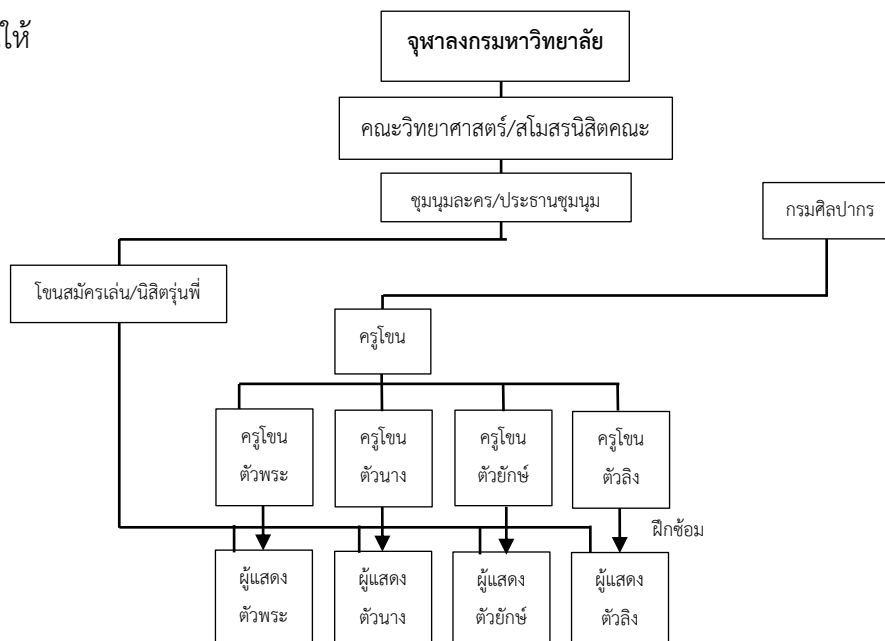 ให้
จุฬาลงกรมหาวิทยาลัย
คณะวิทยาศาสตร์/สโมสรนิสิตคณะ
ชุมนุมละคร/ประธานชุมนุม
กรมศิลปากร
โขนสมัครเล่น/นิสิตรุ่นพี่
ครูโขน
ครูโขน
ตัวพระ
ครูโขน
ตัวนาง
ครูโขน
ตัวยักษ์
ครูโขน
ตัวลิง
ฝึกซ้อม
ผู้แสดง
ตัวพระ
ผู้แสดง
ตัวนาง
ผู้แสดง
ตัวยักษ์
ผู้แสดง
ตัวลิง